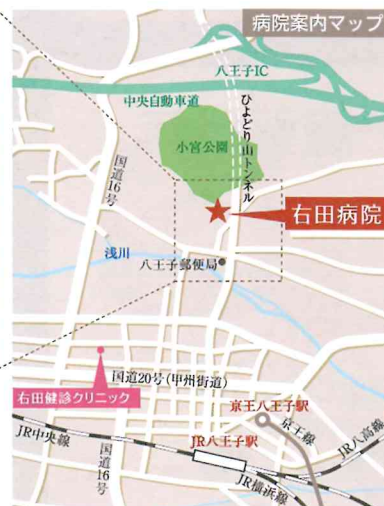 病院案内マップ
八王子IC
中央自動車道
ひよどり山トンネル
小宮公園
国道16号
右田病院
浅川
八王子郵便局
国道20号(甲州街道)
右田健診クリニック
京王八王子駅
京王線
JR八高線
JR中央線
JR八王子駅
国道16号
JR横浜線